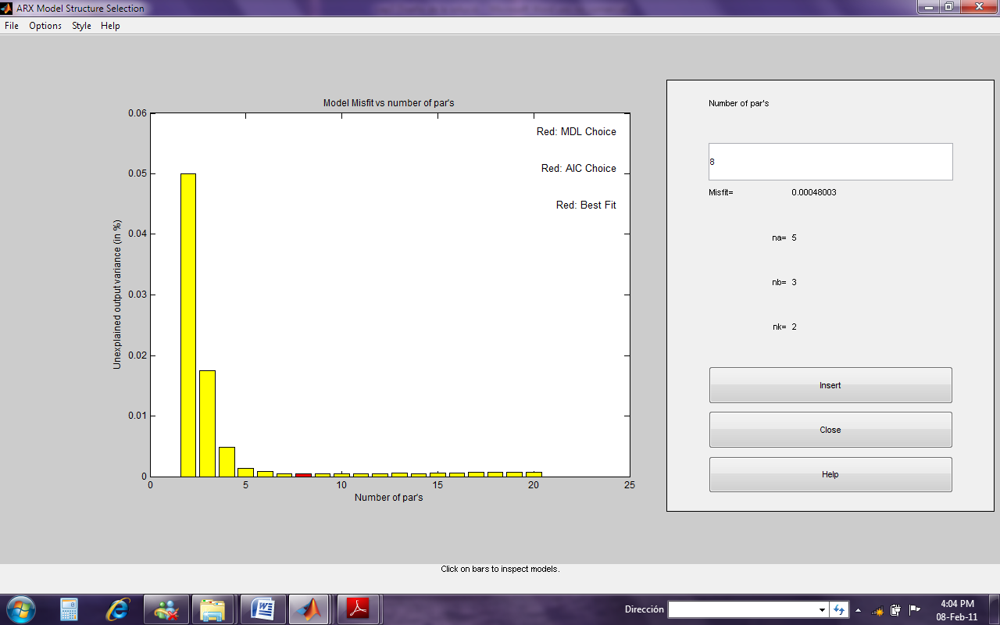 ARX Model Structure Selection
File Options Style Help
Model Misfit vs number of par's
Red: MDL Choice
Red: AIC Choice
Red: Best Fit
Unexplained output variance (in %)
0.06
0.05
0.04
0.03
0.02
0.01
0
0 5 10 15 20 25
Number of par's
Number of par's
8
Misfit= 0.00048003
na= 5
nb= 3
nk= 2
Insert
Close
Help
Click on bars to inspect models.
Dirección
4:04 PM
08-Feb-11